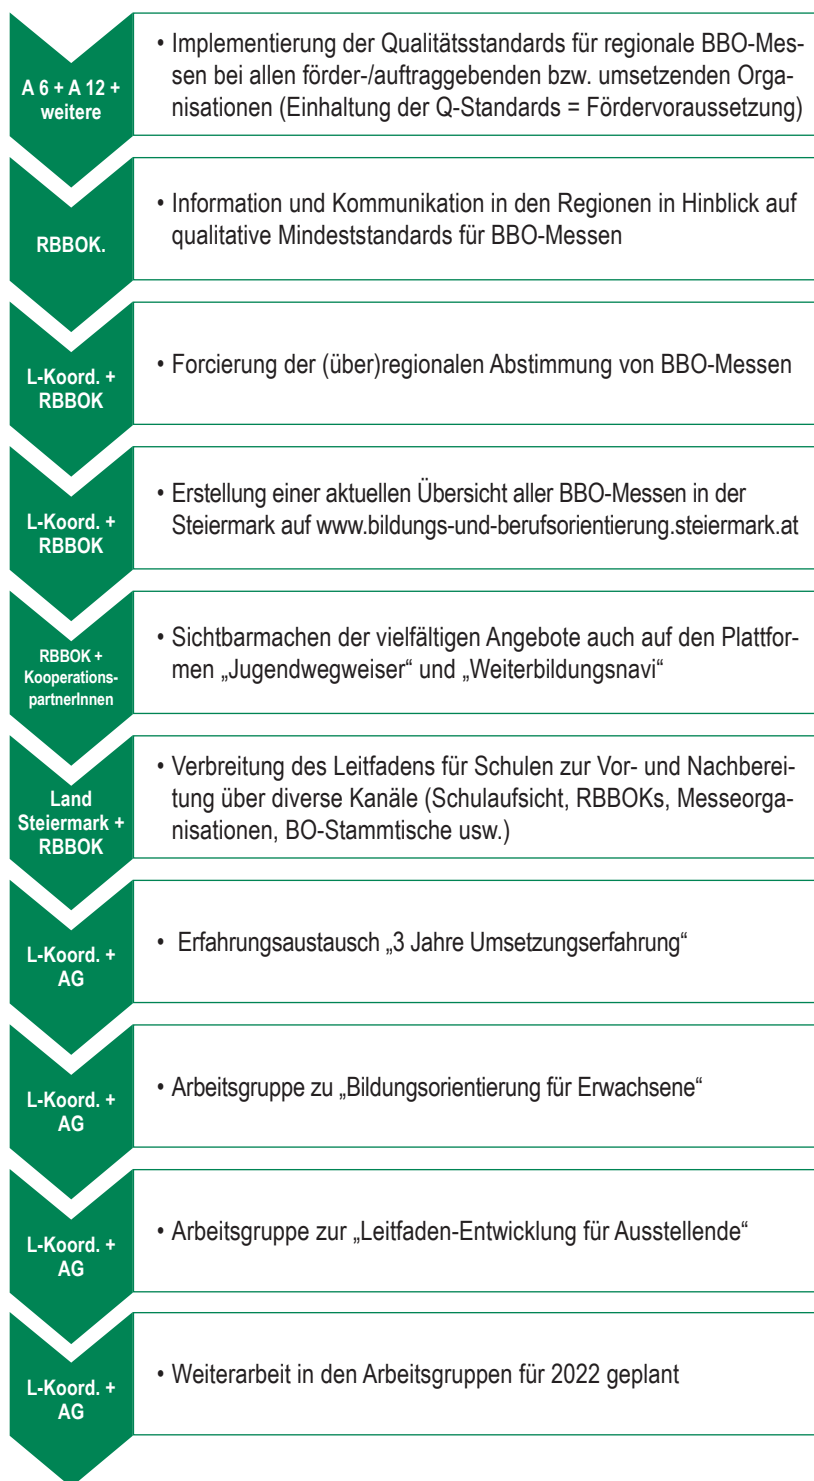 A 6 + A 12 +
weitere
• Implementierung der Qualitätsstandards für regionale BBO-Mes-
sen bei allen förder-/auftraggebenden bzw. umsetzenden Orga-
nisationen (Einhaltung der Q-Standards = Fördervoraussetzung)
RBBOK.
• Information und Kommunikation in den Regionen in Hinblick auf
qualitative Mindeststandards für BBO-Messen
L-Koord. +
RBBOK
• Forcierung der (über)regionalen Abstimmung von BBO-Messen
L-Koord. +
RBBOK
• Erstellung einer aktuellen Übersicht aller BBO-Messen in der
Steiermark auf www.bildungs-und-berufsorientierung.steiermark.at
RBBOK +
Kooperations-
partnerInnen
• Sichtbarmachen der vielfältigen Angebote auch auf den Plattfor-
men „Jugendwegweiser“ und „Weiterbildungsnavi“
Land
Steiermark +
RBBOK
• Verbreitung des Leitfadens für Schulen zur Vor- und Nachberei-
tung über diverse Kanäle (Schulaufsicht, RBBOKs, Messeorga-
nisationen, BO-Stammtische usw.)
L-Koord. +
AG
• Erfahrungsaustausch „3 Jahre Umsetzungserfahrung“
L-Koord. +
AG
• Arbeitsgruppe zu „Bildungsorientierung für Erwachsene“
L-Koord. +
AG
• Arbeitsgruppe zur „Leitfaden-Entwicklung für Ausstellende“
L-Koord. +
AG
• Weiterarbeit in den Arbeitsgruppen für 2022 geplant